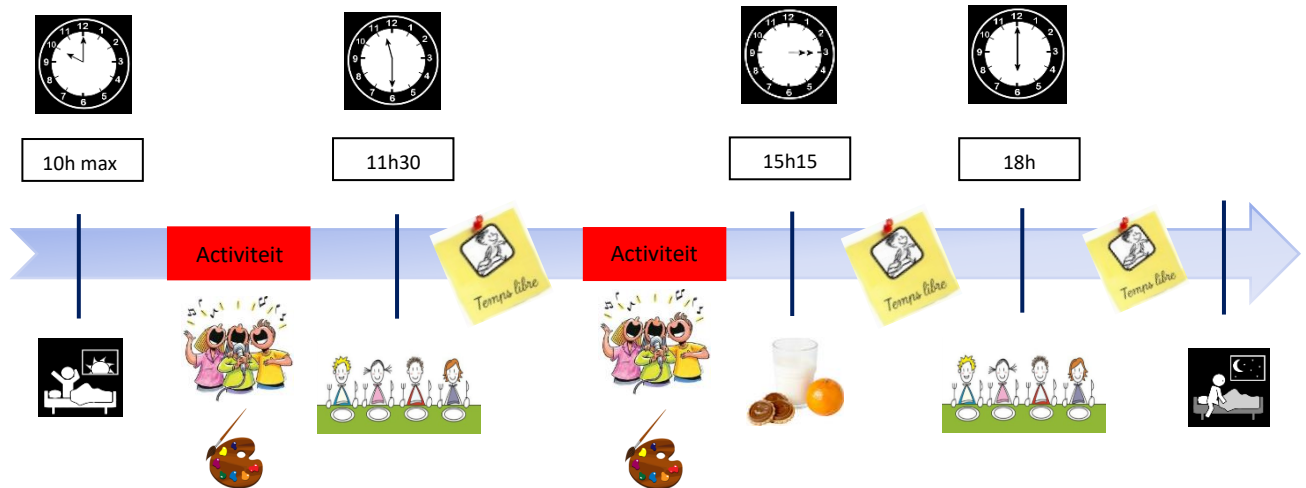 10h max
11h30
15h15
18h
Activiteit
Temps libre
Activiteit
Temps libre
Temps libre